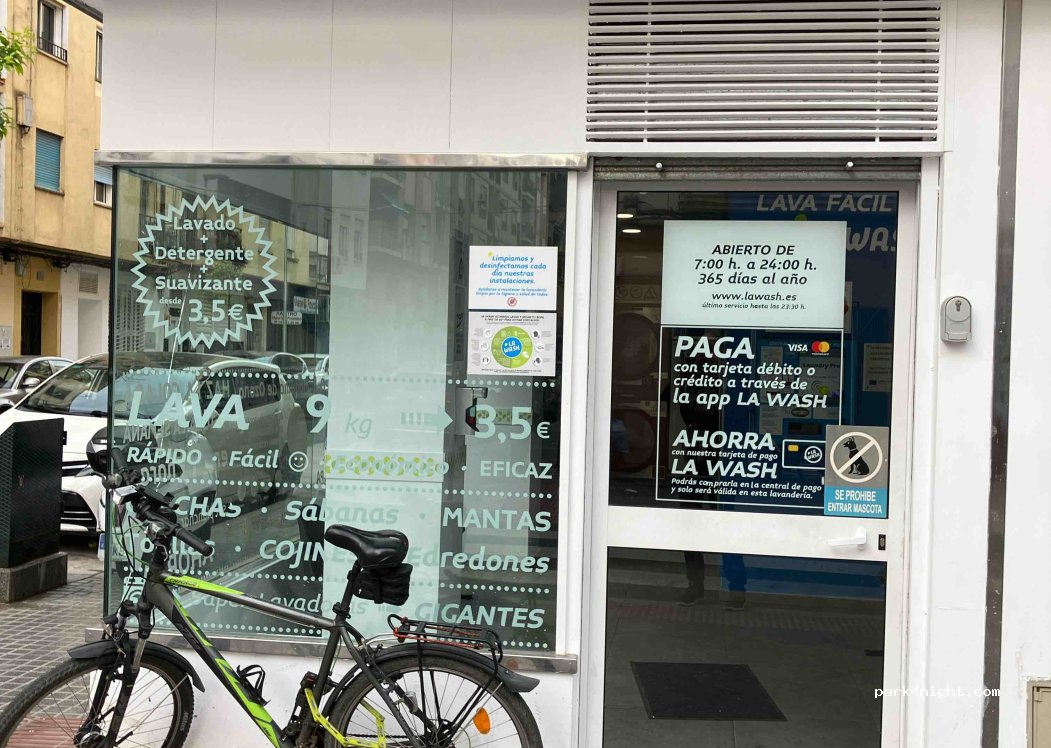 Lavado
+
Detergente
+
Suavizante
desde
3,5€
Limpiamos y
desinfectamos cada
día nuestras
instalaciones.
LA
WASH
LAVA 9 kg 3,5€
RÁPIDO · Fácil · EFICAZ
Sábanas · MANTAS
COJINES
Edredones
GIGANTES
LAVA FÁCIL
ABIERTO DE
7:00 h. a 24:00 h.
365 días al año
www.lawash.es
último servicio hasta las 23:30 h.
PAGA VISA mastercard
con tarjeta débito o
crédito a través de
la app LA WASH
AHORRA
con nuestra tarjeta de pago
LA WASH
Podrás comprarla en la central de pago
y solo será válida en esta lavandería.
SE PROHIBE
ENTRAR MASCOTA
park4night.com